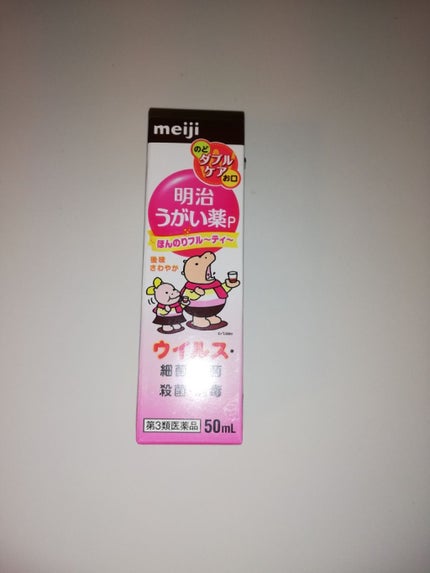 meiji
のど
ダブル
ケア
お口
明治
うがい薬P
ほんのりフル〜ティ〜
後味
さわやか
ウイルス・
細菌 菌
殺菌 毒
第3類医薬品 50mL